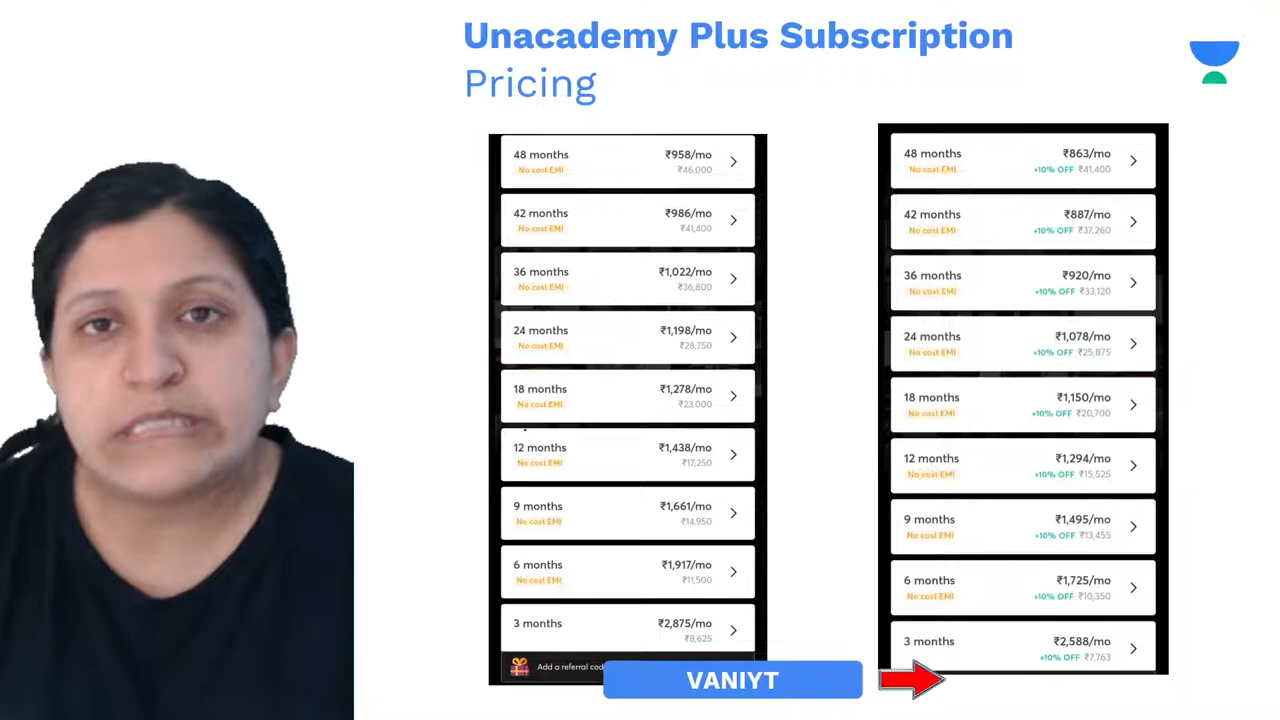 Unacademy Plus Subscription
Pricing
48 months ₹958/mo
No cost EMI ₹46,000
42 months ₹986/mo
No cost EMI ₹41,400
36 months ₹1,022/mo
No cost EMI ₹36,800
24 months ₹1,198/mo
No cost EMI ₹28,750
18 months ₹1,278/mo
No cost EMI ₹23,000
12 months ₹1,438/mo
No cost EMI ₹17,250
9 months ₹1,661/mo
No cost EMI ₹14,950
6 months ₹1,917/mo
No cost EMI ₹11,500
3 months ₹2,875/mo
₹8,625
Add a referral cod
48 months ₹863/mo
No cost EMI +10% OFF ₹41,400
42 months ₹887/mo
No cost EMI +10% OFF ₹37,260
36 months ₹920/mo
No cost EMI +10% OFF ₹33,120
24 months ₹1,078/mo
No cost EMI +10% OFF ₹25,875
18 months ₹1,150/mo
No cost EMI +10% OFF ₹20,700
12 months ₹1,294/mo
No cost EMI +10% OFF ₹15,525
9 months ₹1,495/mo
No cost EMI +10% OFF ₹13,455
6 months ₹1,725/mo
No cost EMI +10% OFF ₹10,350
3 months ₹2,588/mo
+10% OFF ₹7,763
VANIYT